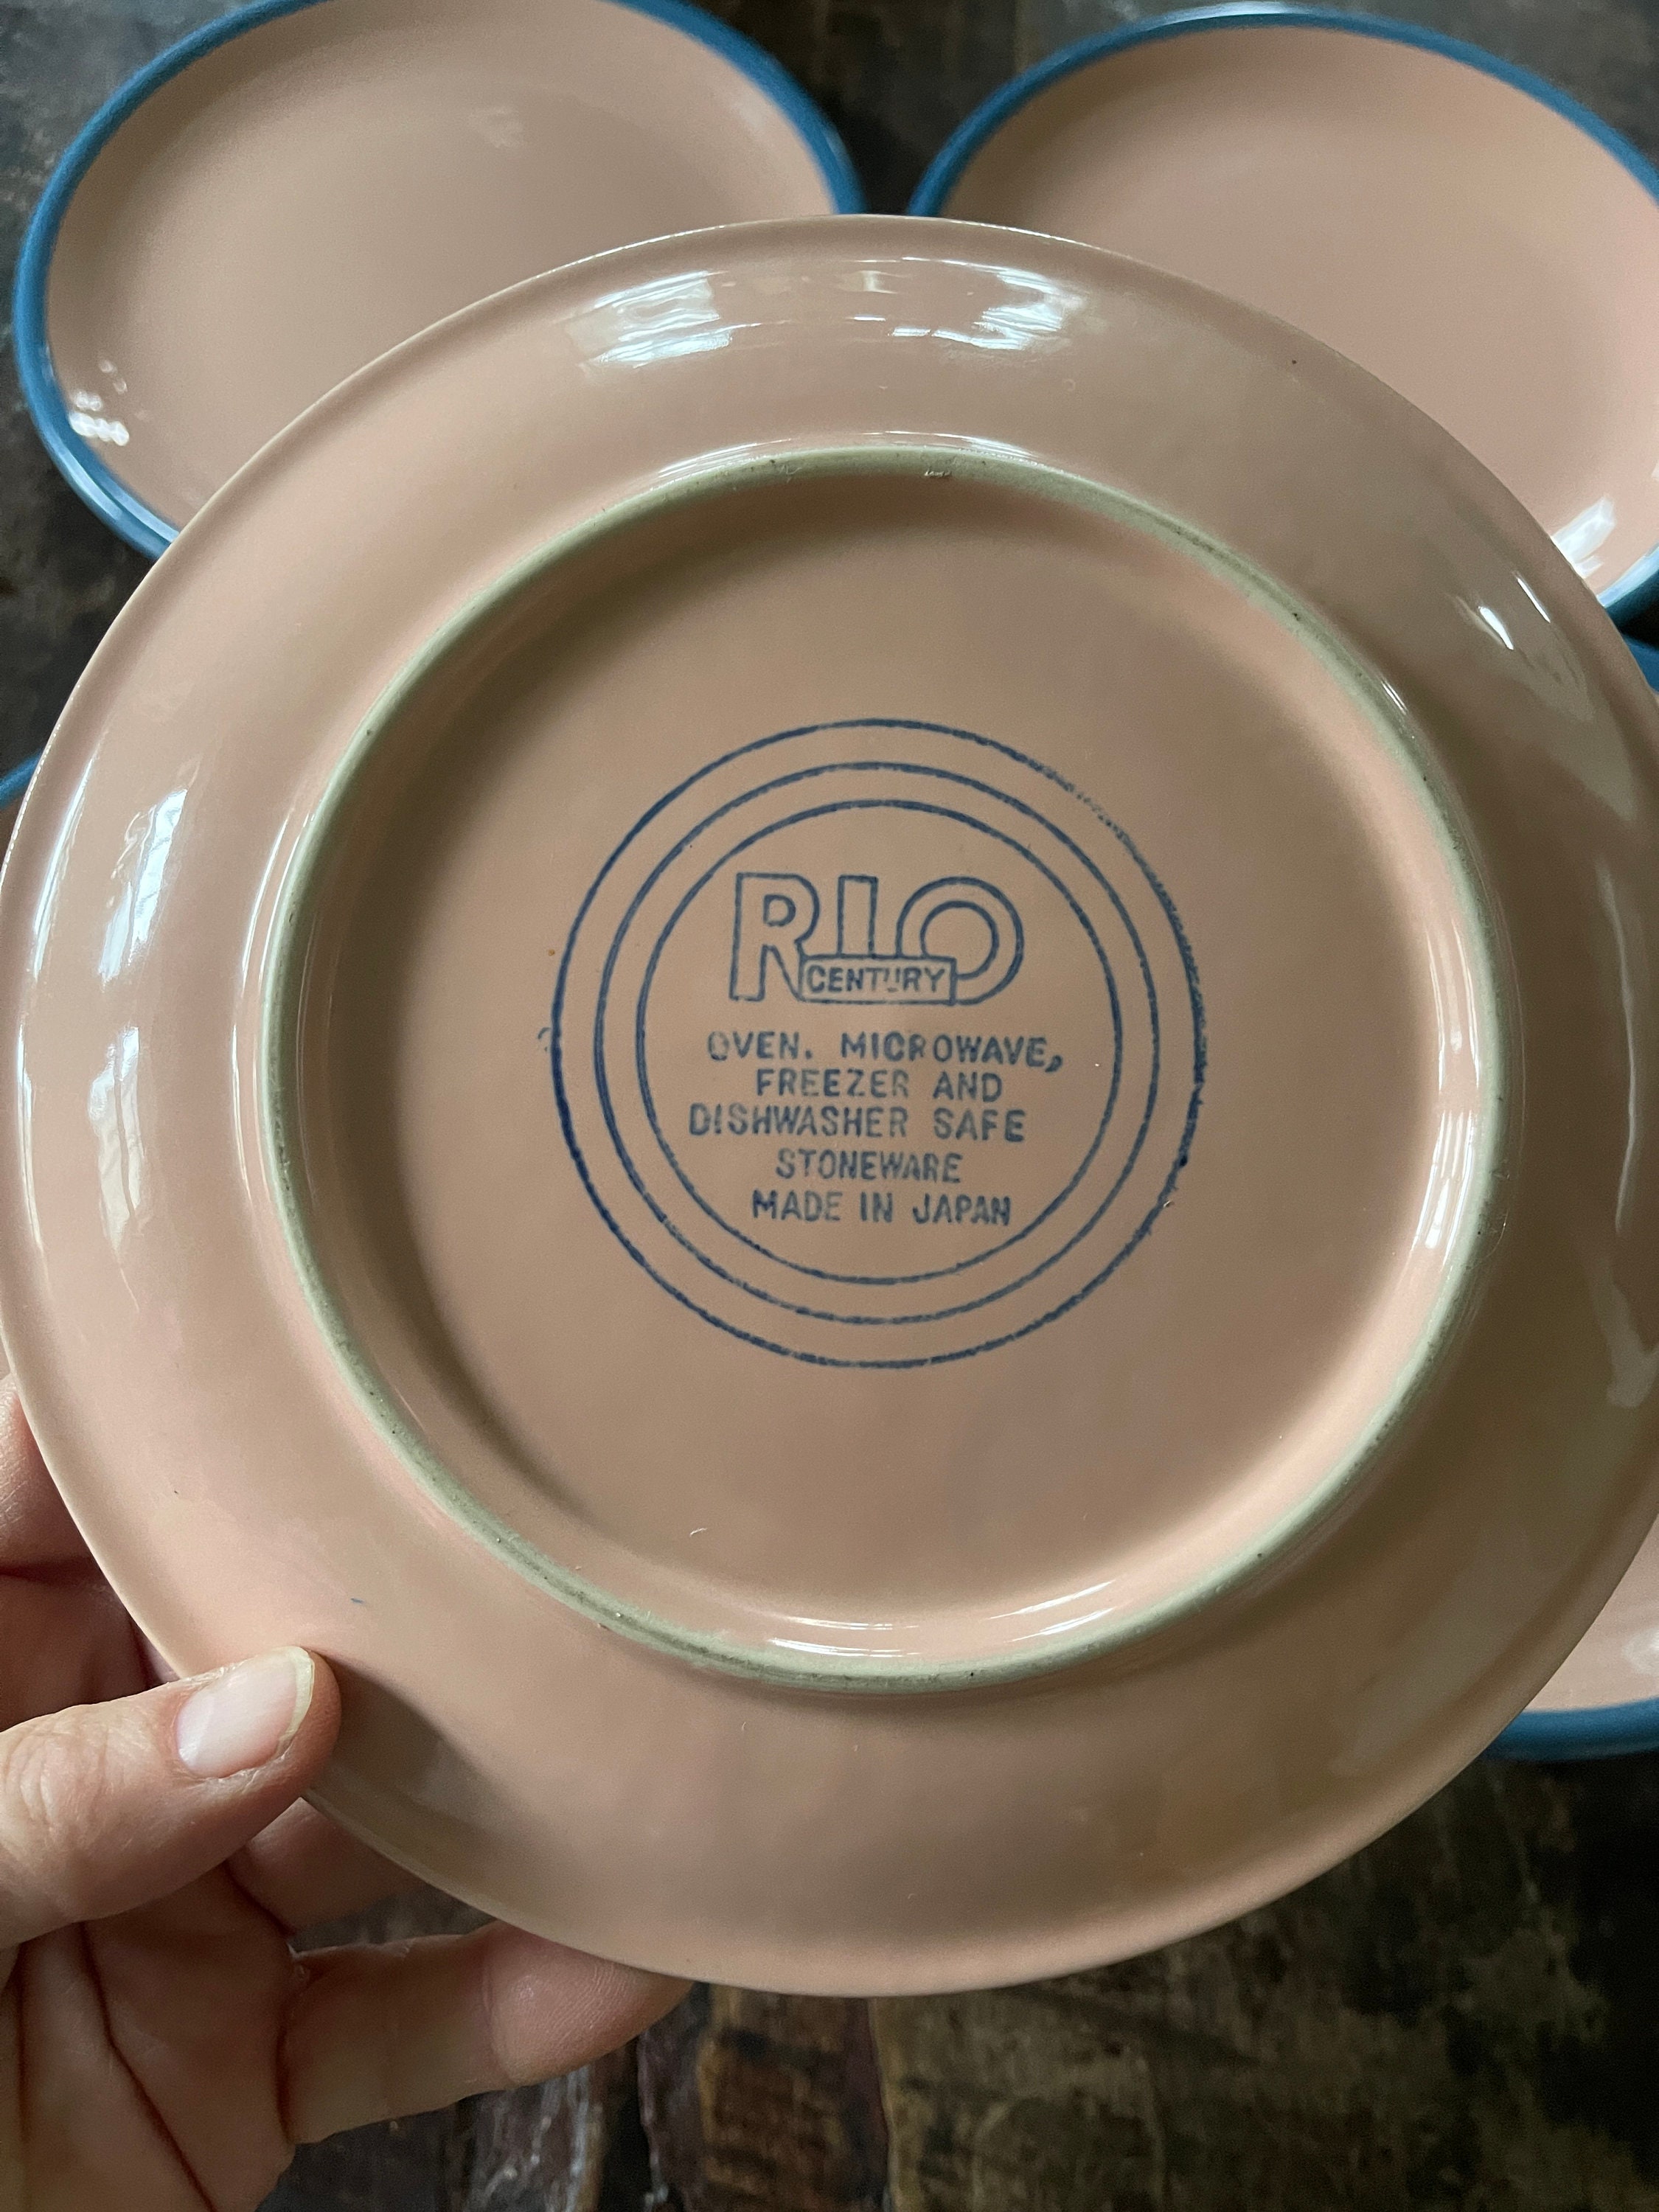 RIO
CENTURY
OVEN. MICROWAVE,
FREEZER AND
DISHWASHER SAFE
STONEWARE
MADE IN JAPAN